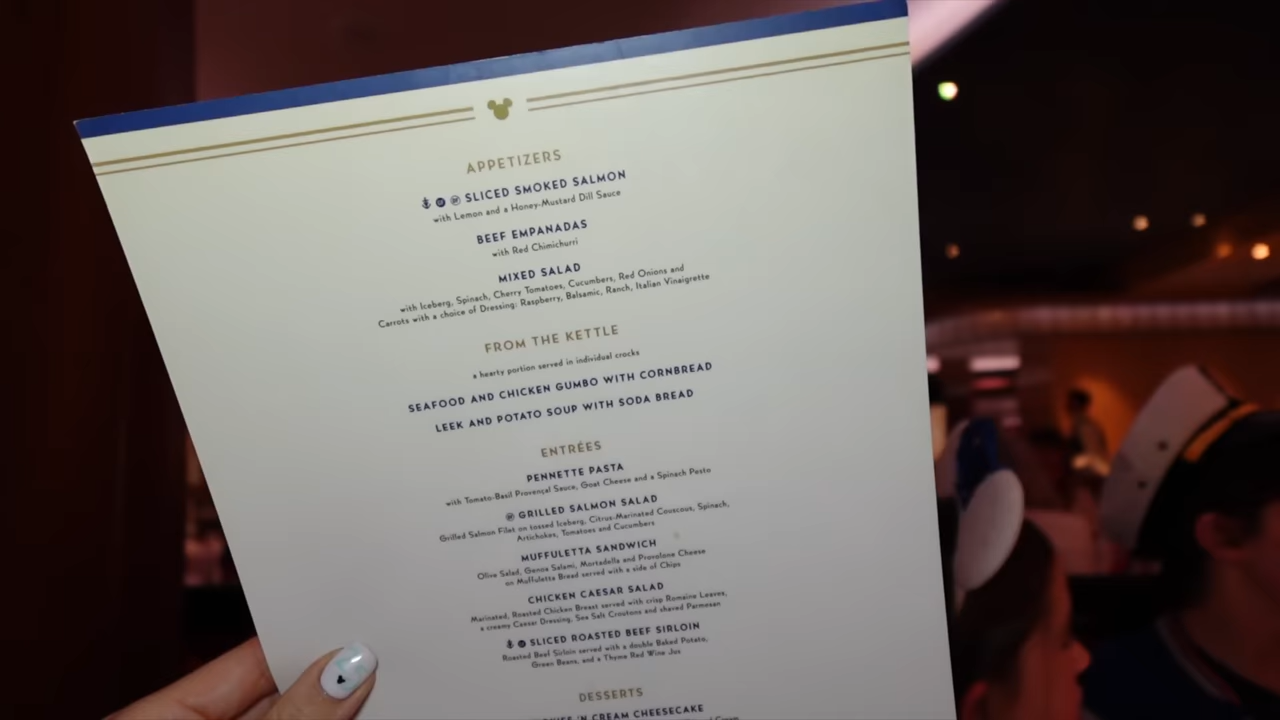 APPETIZERS
SLICED SMOKED SALMON
with Lemon and a Honey-Mustard Dill Sauce
BEEF EMPANADAS
with Red Chimichurri
MIXED SALAD
with Iceberg, Spinach, Cherry Tomatoes, Cucumbers, Red Onions and
Carrots with a choice of Dressing: Raspberry, Balsamic, Ranch, Italian Vinaigrette
FROM THE KETTLE
a hearty portion served in individual crocks
SEAFOOD AND CHICKEN GUMBO WITH CORNBREAD
LEEK AND POTATO SOUP WITH SODA BREAD
ENTRÉES
PENNETTE PASTA
with Tomato-Basil Provençal Sauce, Goat Cheese and a Spinach Pesto
GRILLED SALMON SALAD
Grilled Salmon Filet on tossed Iceberg, Citrus-Marinated Couscous, Spinach,
Artichokes, Tomatoes and Cucumbers
MUFFULETTA SANDWICH
Olive Salad, Genoa Salami, Mortadella and Provolone Cheese
on Muffuletta Bread served with a side of Chips
CHICKEN CAESAR SALAD
Marinated, Roasted Chicken Breast served with crisp Romaine Leaves,
a creamy Caesar Dressing, Sea Salt Croutons and shaved Parmesan
SLICED ROASTED BEEF SIRLOIN
Roasted Beef Sirloin served with a double Baked Potato,
Green Beans, and a Thyme Red Wine Jus
DESSERTS
'N CREAM CHEESECAKE